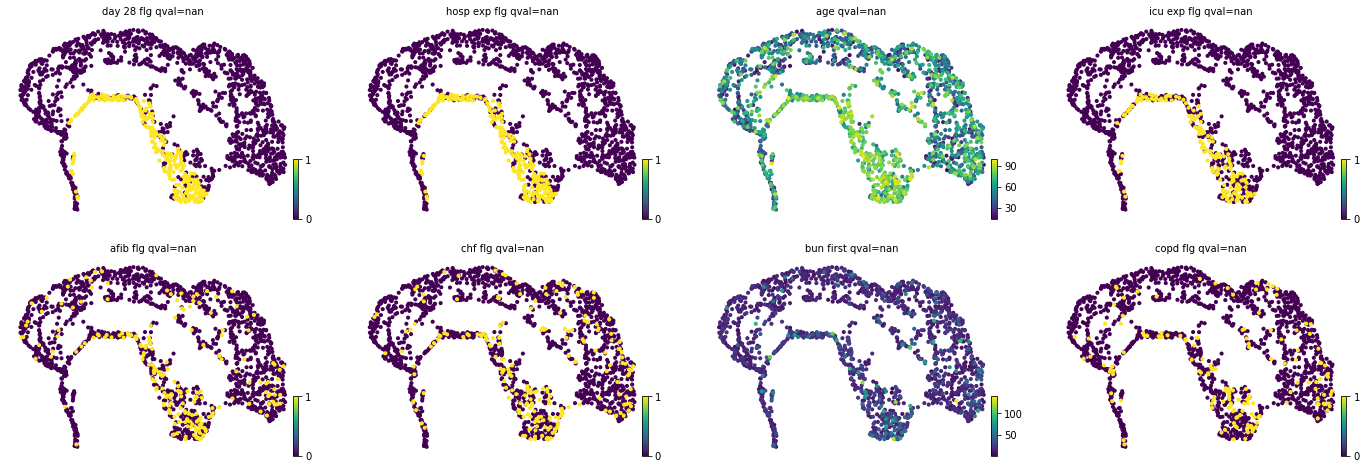 day 28 flg qval=nan
hosp exp flg qval=nan
age qval=nan
icu exp flg qval=nan
1
0
1
0
90
60
30
1
0
afib flg qval=nan
chf flg qval=nan
bun first qval=nan
copd flg qval=nan
1
0
1
0
100
50
1
0